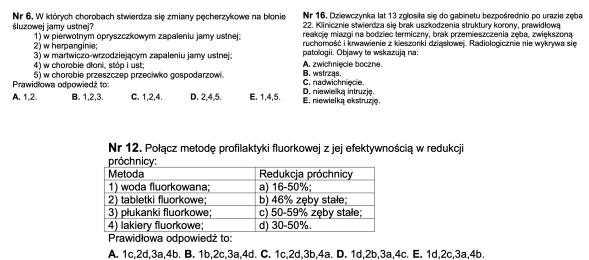 Nr 6. W których chorobach stwierdza się zmiany pęcherzykowe na błonie
śluzowej jamy ustnej?
1) w pierwotnym opryszczkowym zapaleniu jamy ustnej;
2) w herpanginie;
3) w martwiczo-wrzodziejącym zapaleniu jamy ustnej;
4) w chorobie dłoni, stóp i ust;
5) w chorobie przeszczep przeciwko gospodarzowi.
Prawidłowa odpowiedź to:
A. 1,2. B. 1,2,3. C. 1,2,4. D. 2,4,5. E. 1,4,5.
Nr 16. Dziewczynka lat 13 zgłosiła się do gabinetu bezpośrednio po urazie zęba
22. Klinicznie stwierdza się brak uszkodzenia struktury korony, prawidłową
reakcję miazgi na bodziec termiczny, brak przemieszczenia zęba, zwiększoną
ruchomość i krwawienie z kieszonki dziąsłowej. Radiologicznie nie wykrywa się
patologii. Objawy te wskazują na:
A. zwichnięcie boczne.
B. wstrząs.
C. nadwichnięcie.
D. niewielką intruzję.
E. niewielką ekstruzję.
Nr 12. Połącz metodę profilaktyki fluorkowej z jej efektywnością w redukcji
próchnicy:
Metoda Redukcja próchnicy
1) woda fluorkowana; a) 16-50%;
2) tabletki fluorkowe; b) 46% zęby stałe;
3) płukanki fluorkowe; c) 50-59% zęby stałe;
4) lakiery fluorkowe; d) 30-50%.
Prawidłowa odpowiedź to:
A. 1c,2d,3a,4b. B. 1b,2c,3a,4d. C. 1c,2d,3b,4a. D. 1d,2b,3a,4c. E. 1d,2c,3a,4b.